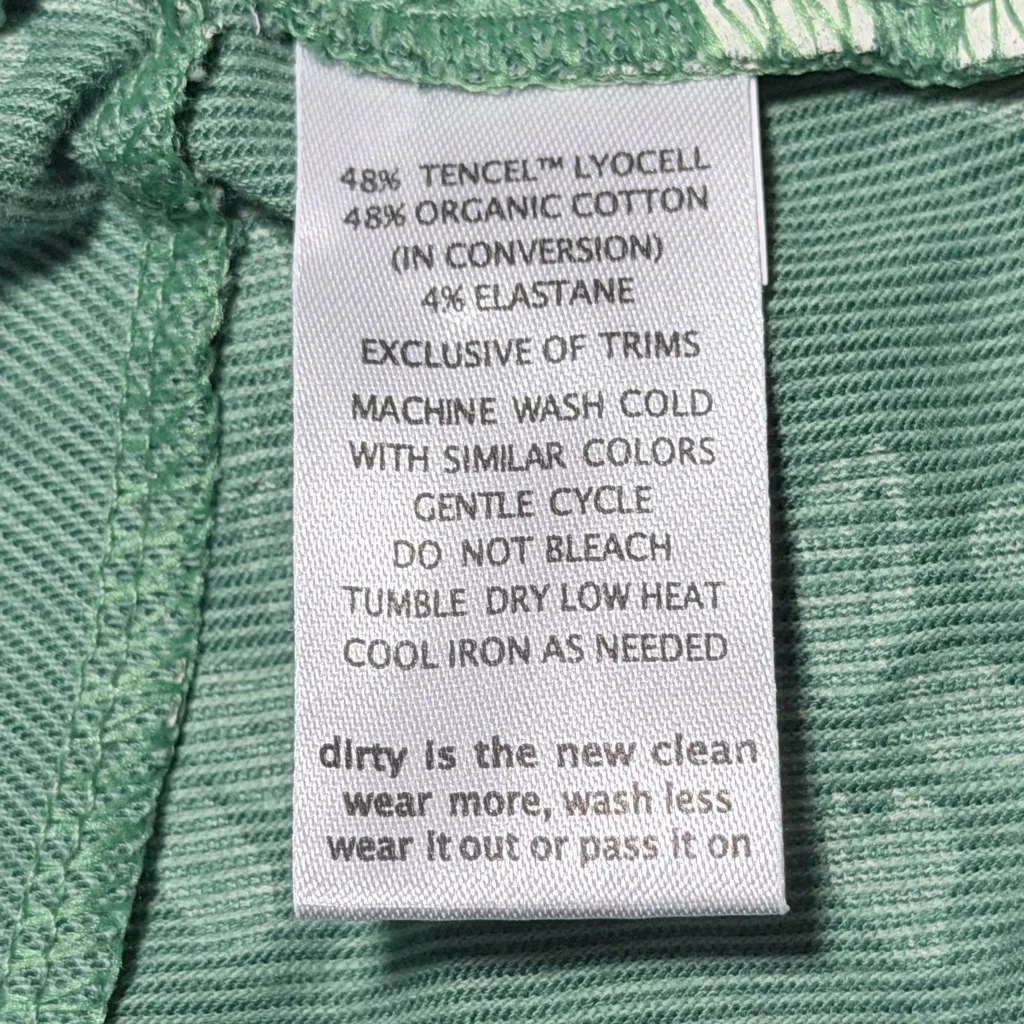 48% TENCEL™ LYOCELL
48% ORGANIC COTTON
(IN CONVERSION)
4% ELASTANE
EXCLUSIVE OF TRIMS
MACHINE WASH COLD
WITH SIMILAR COLORS
GENTLE CYCLE
DO NOT BLEACH
TUMBLE DRY LOW HEAT
COOL IRON AS NEEDED
dirty is the new clean
wear more, wash less
wear it out or pass it on